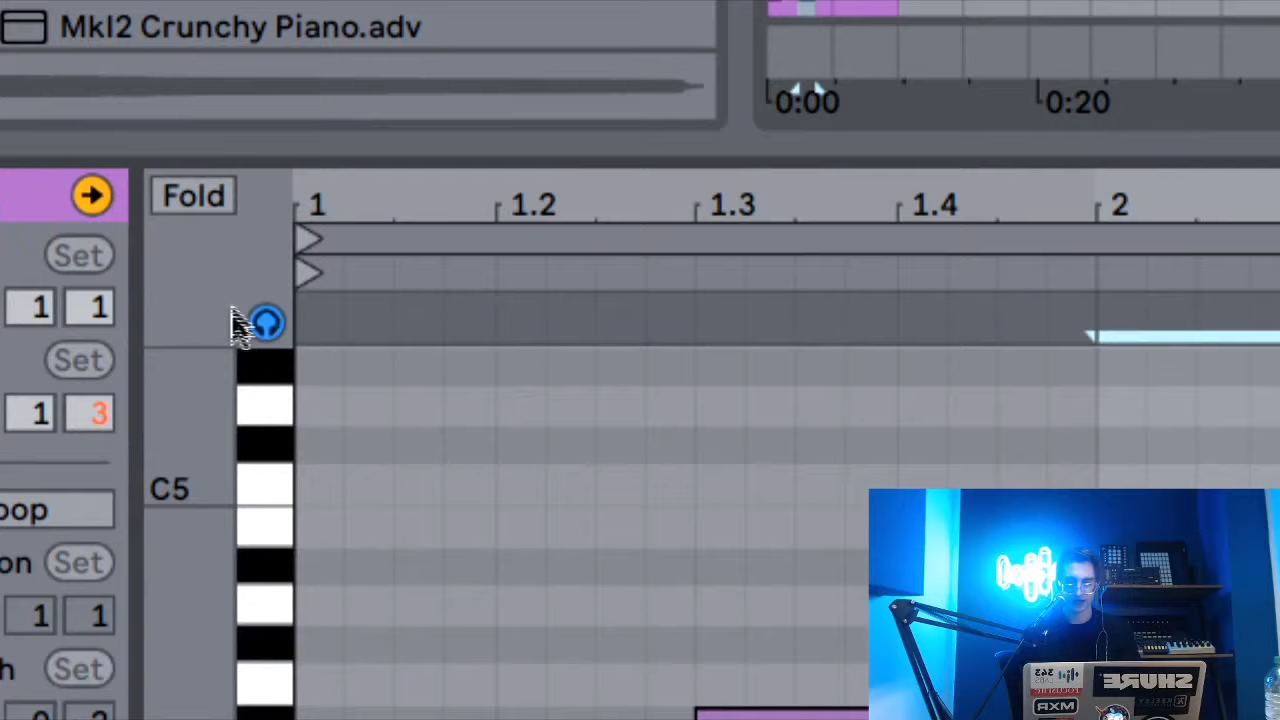 MkI2 Crunchy Piano.adv
0:00 0:20
Fold
1 1.2 1.3 1.4 2
Set
1 1
Set
1 3
C5
oop
on Set
1 1
h Set
SHURE
MXR